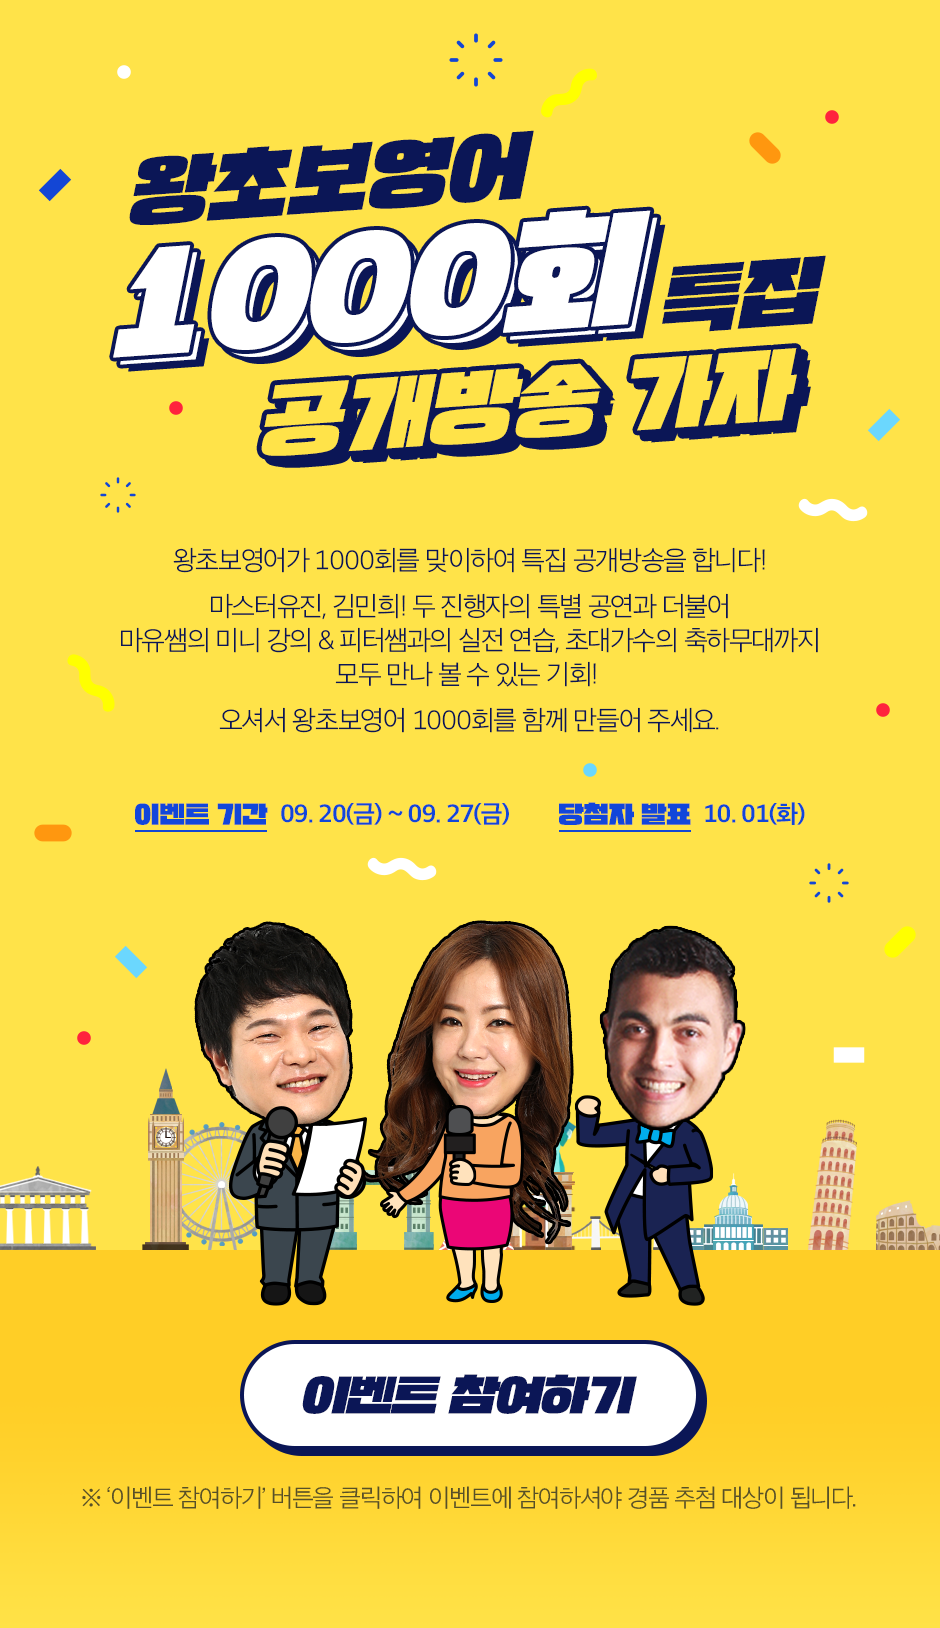 왕초보영어
1000회 특집
공개방송 가자
왕초보영어가 1000회를 맞이하여 특집 공개방송을 합니다!
마스터유진, 김민희! 두 진행자의 특별 공연과 더불어
마유쌤의 미니 강의 & 피터쌤과의 실전 연습, 초대가수의 축하무대까지
모두 만나 볼 수 있는 기회!
오셔서 왕초보영어 1000회를 함께 만들어 주세요.
이벤트 기간 09. 20(금) ~ 09. 27(금) 당첨자 발표 10. 01(화)
이벤트 참여하기
※ ‘이벤트 참여하기’ 버튼을 클릭하여 이벤트에 참여하셔야 경품 추첨 대상이 됩니다.